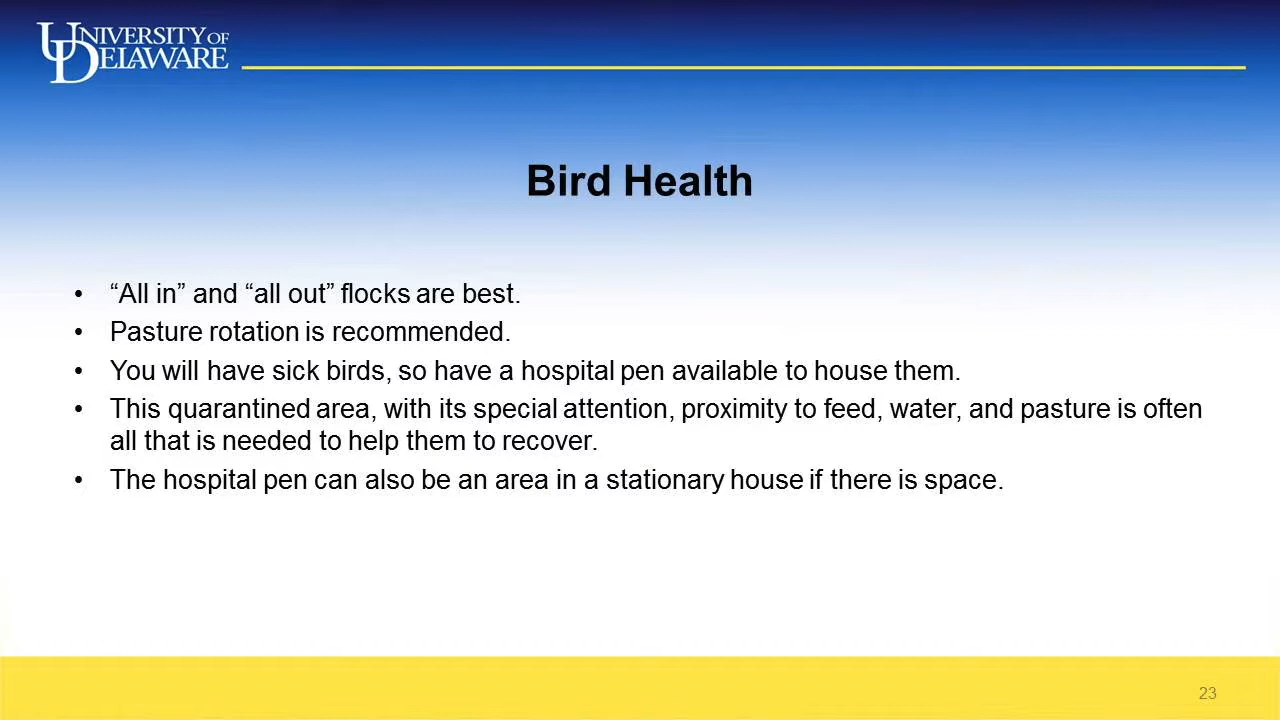 UNIVERSITY OF
DELAWARE
Bird Health
• “All in” and “all out” flocks are best.
• Pasture rotation is recommended.
• You will have sick birds, so have a hospital pen available to house them.
• This quarantined area, with its special attention, proximity to feed, water, and pasture is often
all that is needed to help them to recover.
• The hospital pen can also be an area in a stationary house if there is space.
23